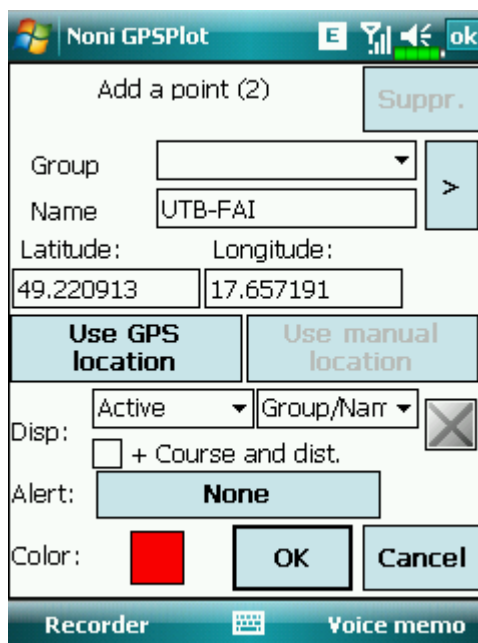 Noni GPSPlot E ok
Add a point (2) Suppr.
Group
>
Name UTB-FAI
Latitude: Longitude:
49.220913 17.657191
Use GPS location Use manual location
Disp: Active Group/Nam
+ Course and dist.
Alert: None
Color: OK Cancel
Recorder Voice memo